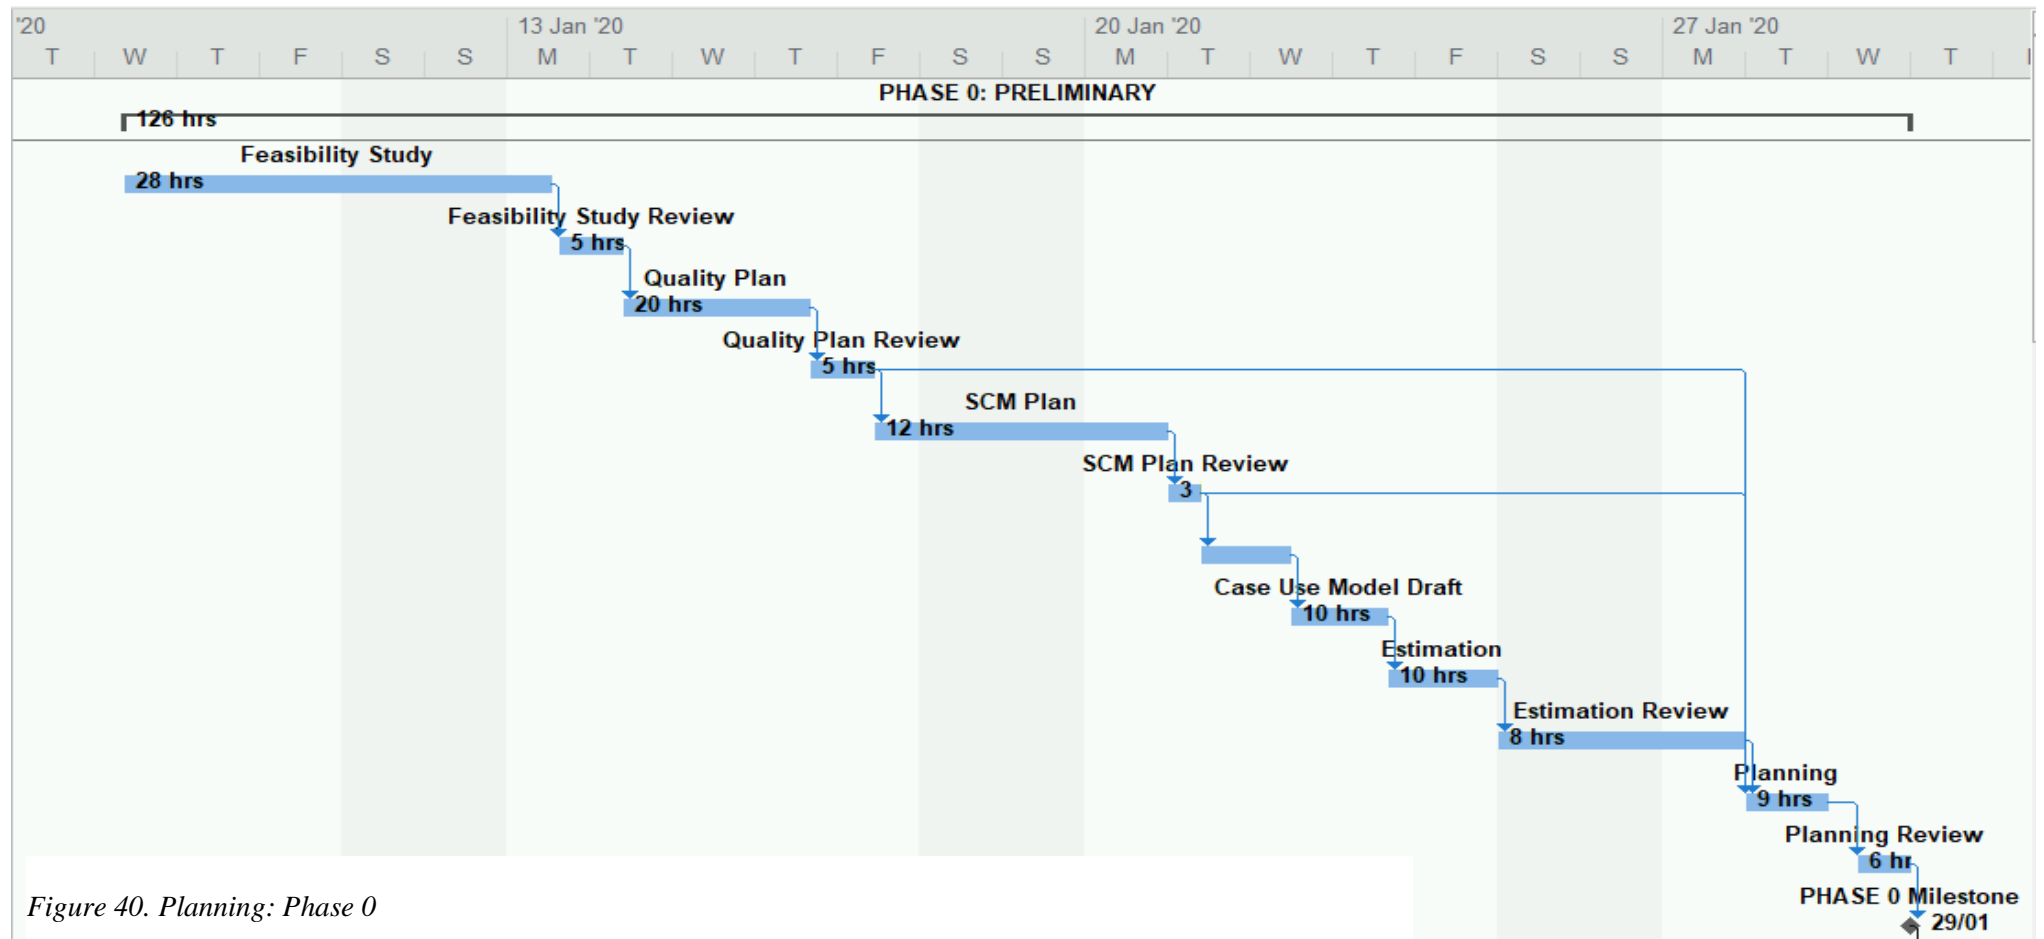 '20 13 Jan '20 20 Jan '20 27 Jan '20
T W T F S S M T W T F S S M T W T F S S M T W T
PHASE 0: PRELIMINARY
126 hrs
Feasibility Study
28 hrs
Feasibility Study Review
5 hrs
Quality Plan
20 hrs
Quality Plan Review
5 hrs
SCM Plan
12 hrs
SCM Plan Review
3
Case Use Model Draft
10 hrs
Estimation
10 hrs
Estimation Review
8 hrs
Planning
9 hrs
Planning Review
6 hr
PHASE 0 Milestone
29/01
Figure 40. Planning: Phase 0